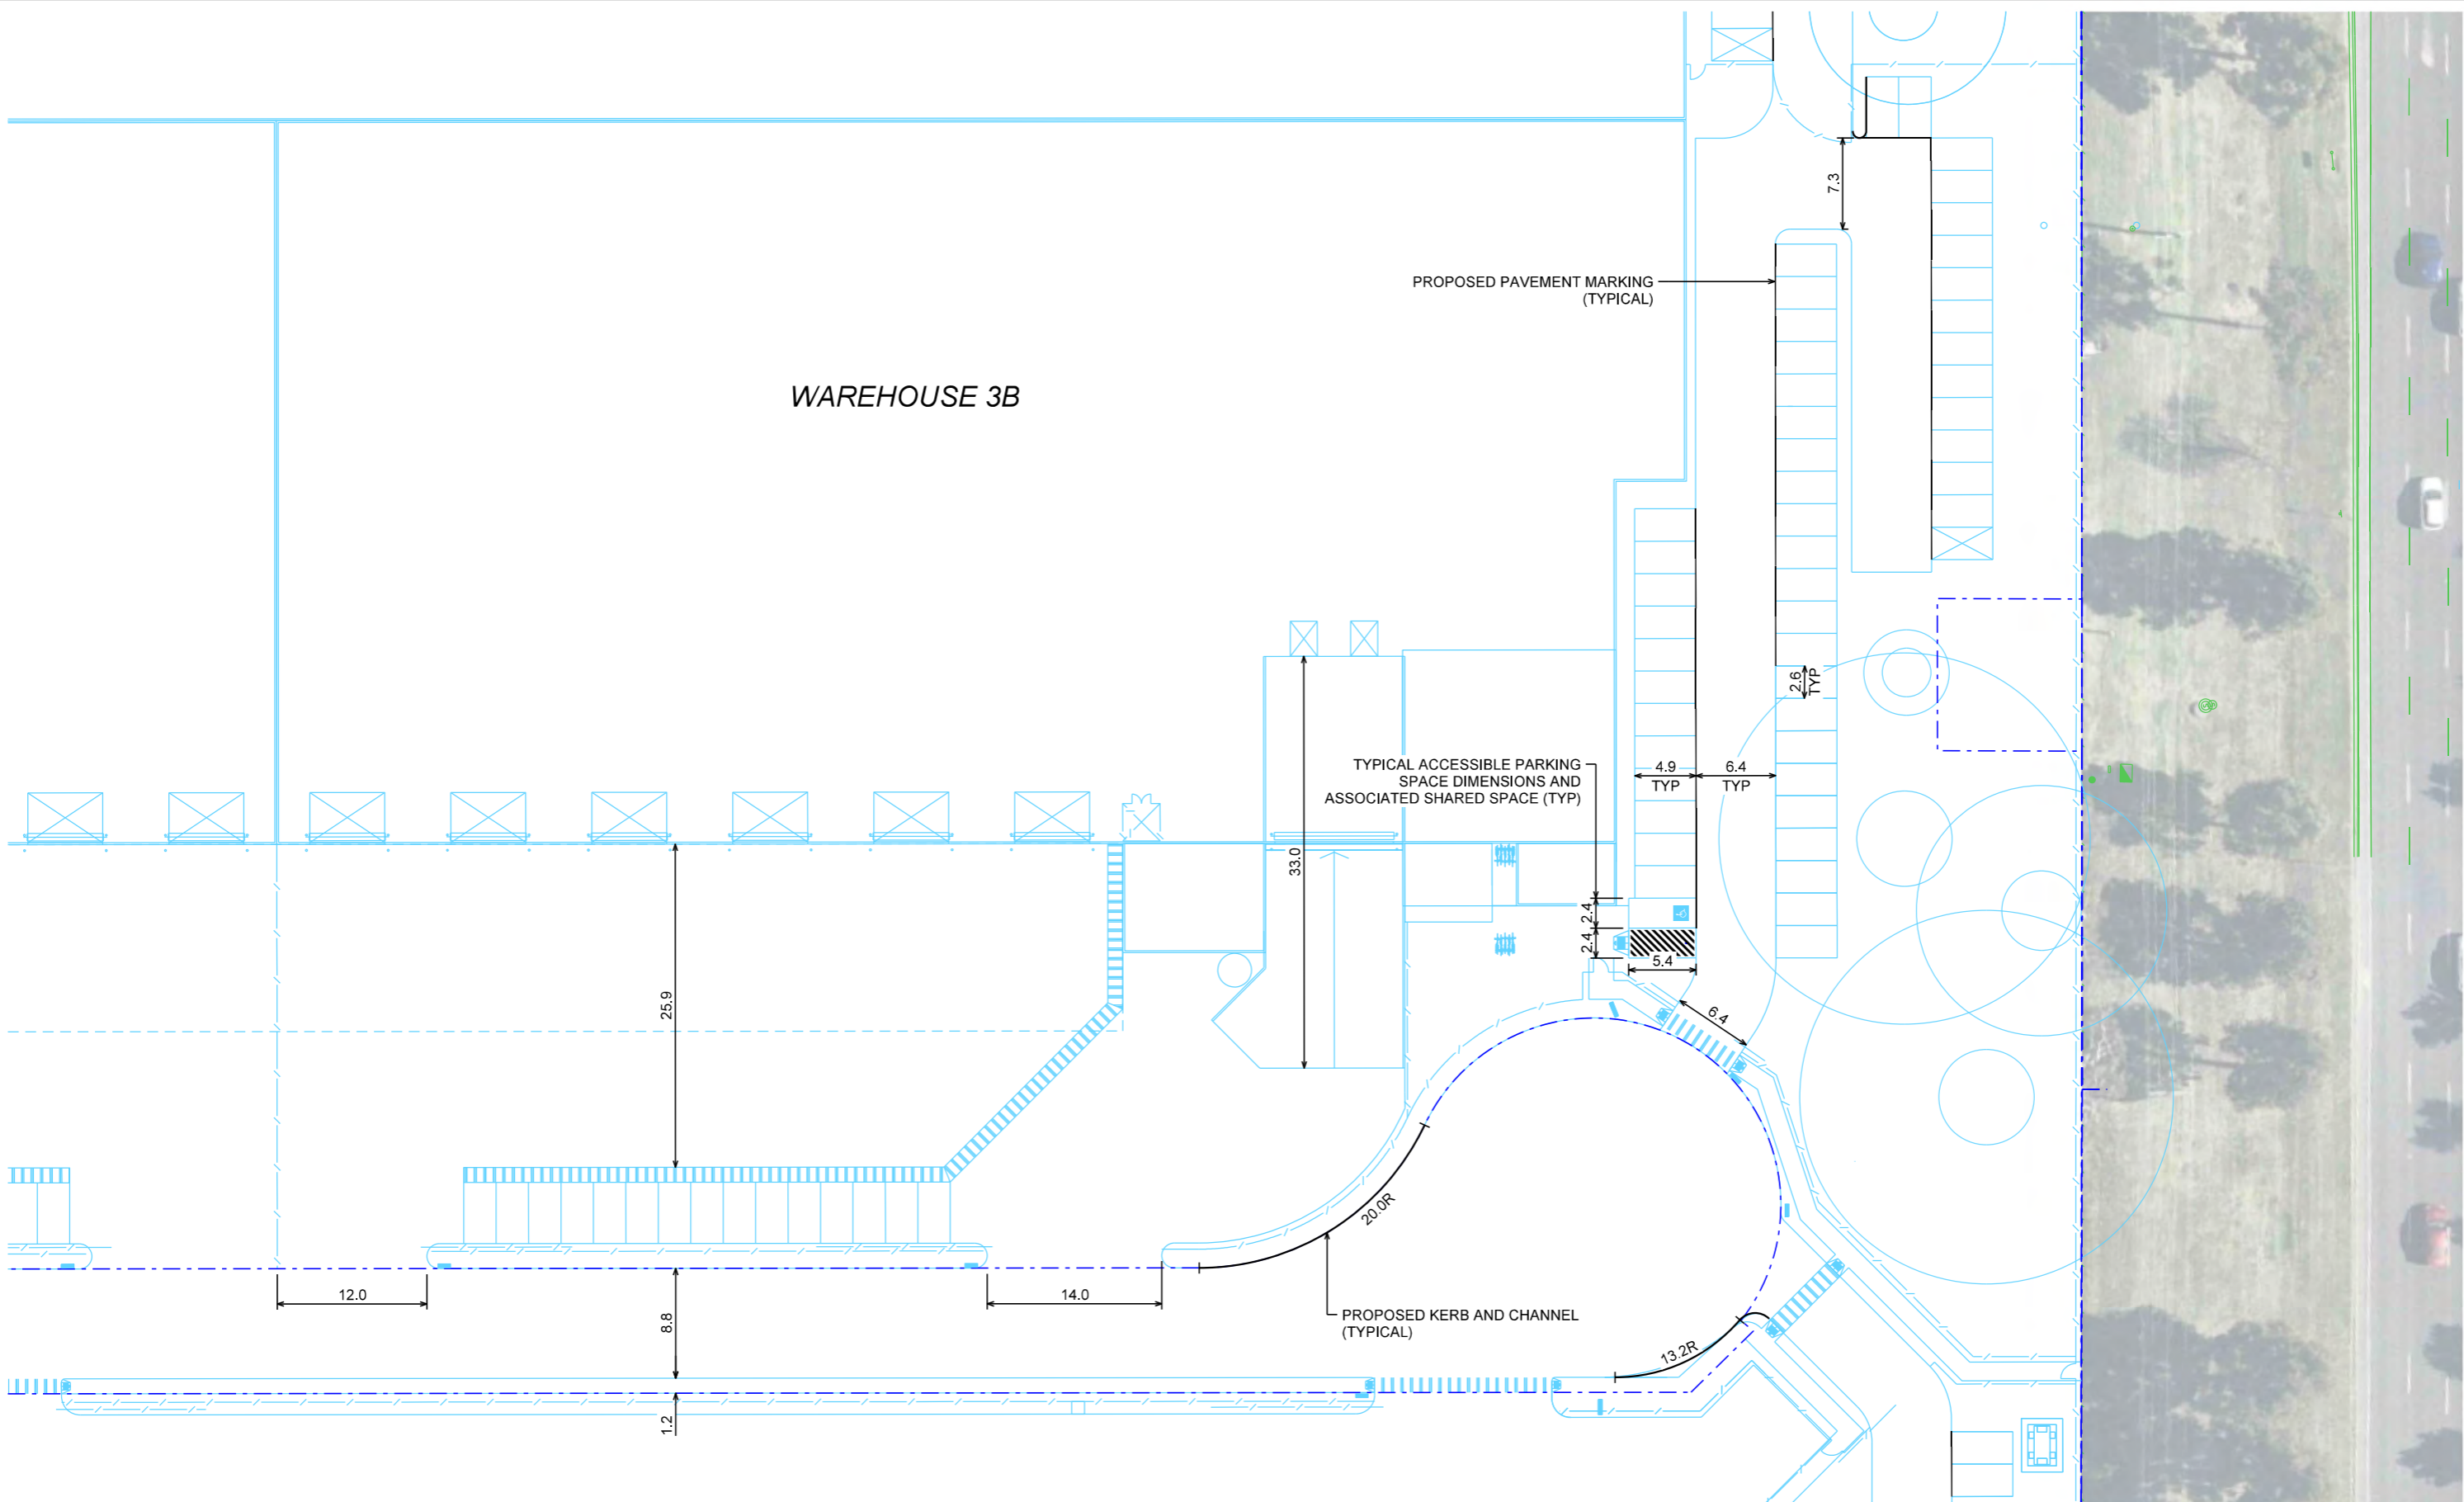 7.3
PROPOSED PAVEMENT MARKING
(TYPICAL)
WAREHOUSE 3B
2.6
TYP
TYPICAL ACCESSIBLE PARKING
SPACE DIMENSIONS AND
ASSOCIATED SHARED SPACE (TYP)
4.9
TYP
6.4
TYP
33.0
2.4
2.4
5.4
25.9
6.4
20.0R
12.0
14.0
8.8
PROPOSED KERB AND CHANNEL
(TYPICAL)
13.2R
1.2